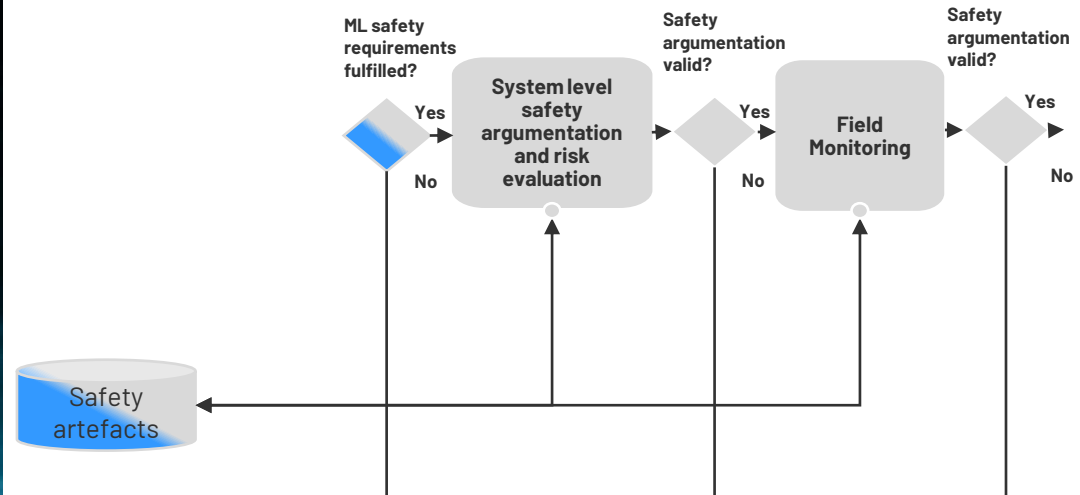 ML safety
requirements
fulfilled?
Yes
No
System level
safety
argumentation
and risk
evaluation
Safety
argumentation
valid?
Yes
No
Field
Monitoring
Safety
argumentation
valid?
Yes
No
Safety
artefacts